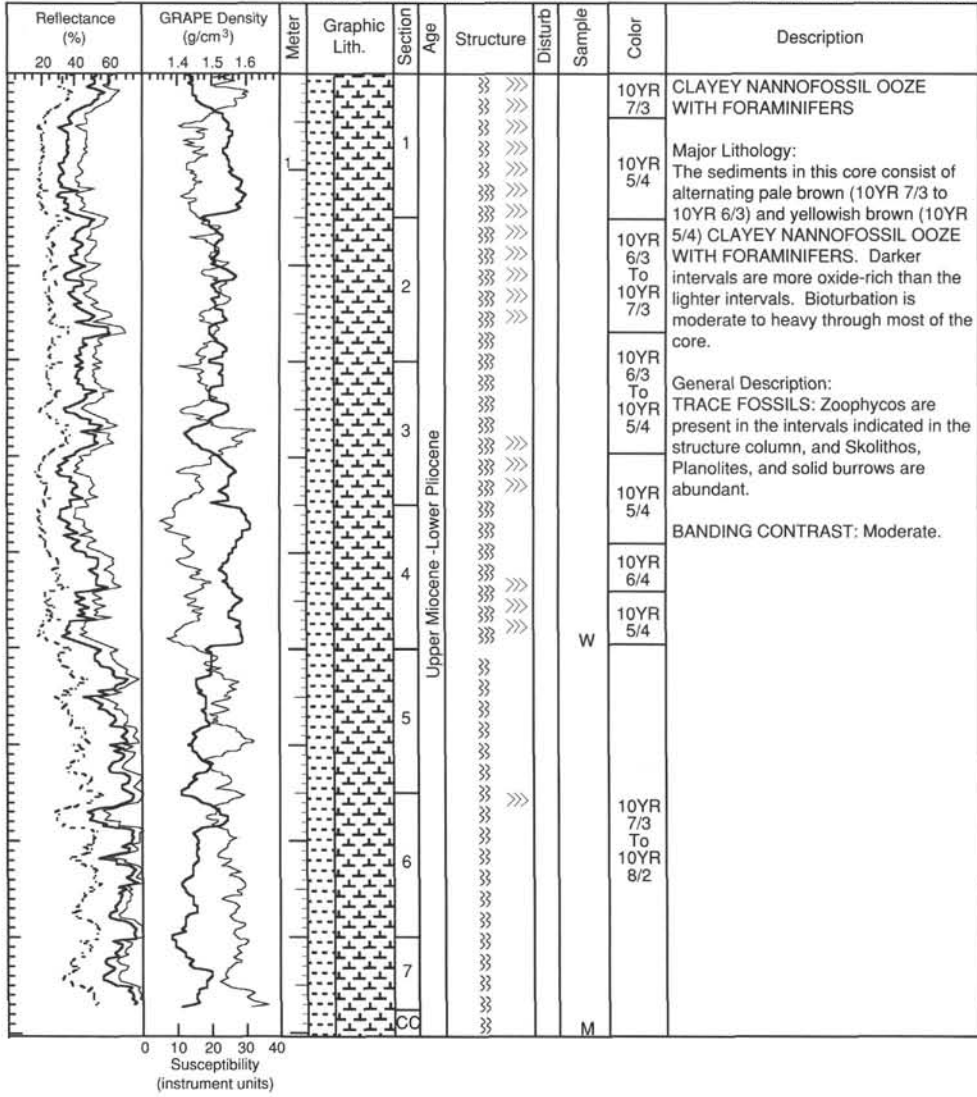 Reflectance
(%)
20 40 60
GRAPE Density
(g/cm3)
1.4 1.5 1.6
Meter
Graphic
Lith.
Section
Age
Structure
Disturb
Sample
Color
Description
1
1
2
3
4
5
6
7
CC
Upper Miocene -Lower Pliocene
W
M
10YR
7/3
10YR
5/4
10YR
6/3
To
10YR
7/3
10YR
6/3
To
10YR
5/4
10YR
5/4
10YR
6/4
10YR
5/4
10YR
7/3
To
10YR
8/2
CLAYEY NANNOFOSSIL OOZE
WITH FORAMINIFERS
Major Lithology:
The sediments in this core consist of
alternating pale brown (10YR 7/3 to
10YR 6/3) and yellowish brown (10YR
5/4) CLAYEY NANNOFOSSIL OOZE
WITH FORAMINIFERS. Darker
intervals are more oxide-rich than the
lighter intervals. Bioturbation is
moderate to heavy through most of the
core.
General Description:
TRACE FOSSILS: Zoophycos are
present in the intervals indicated in the
structure column, and Skolithos,
Planolites, and solid burrows are
abundant.
BANDING CONTRAST: Moderate.
0 10 20 30 40
Susceptibility
(instrument units)